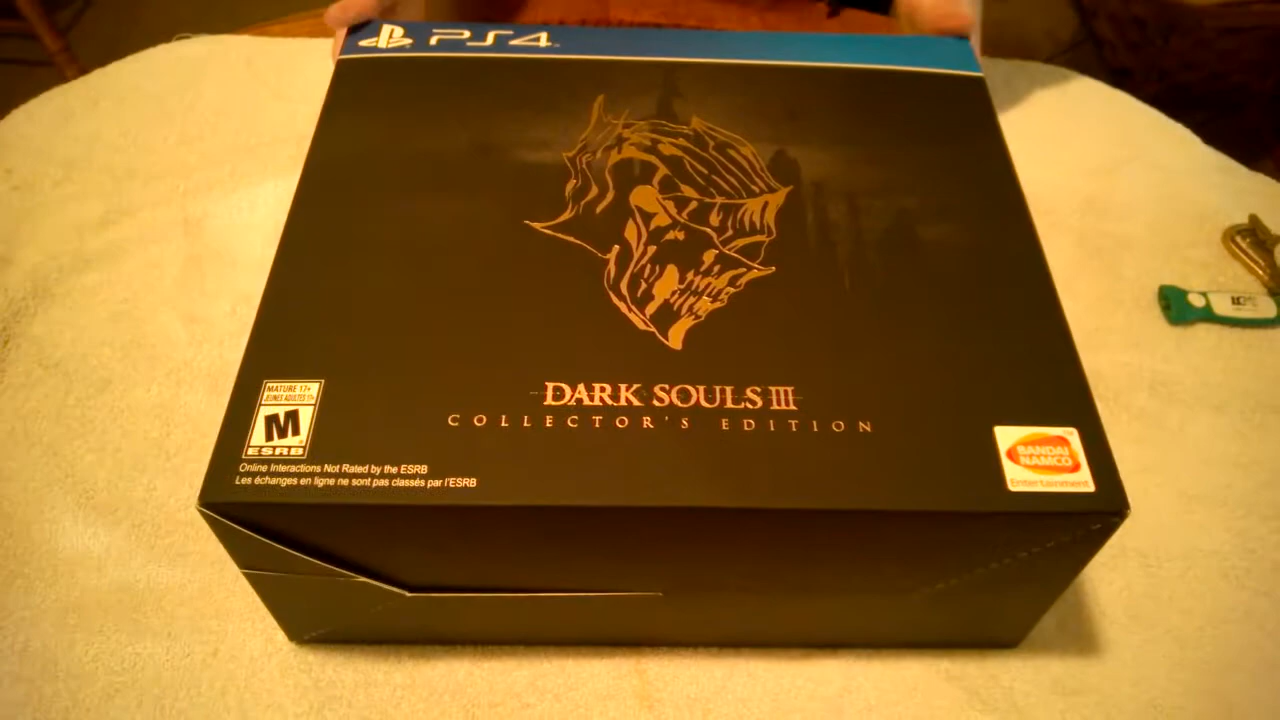 PS4
DARK SOULS III
COLLECTOR'S EDITION
MATURE 17+
JEUNES ADULTES 17+
M
ESRB
Online Interactions Not Rated by the ESRB
Les échanges en ligne ne sont pas classés par l'ESRB
BANDAI
NAMCO
Entertainment